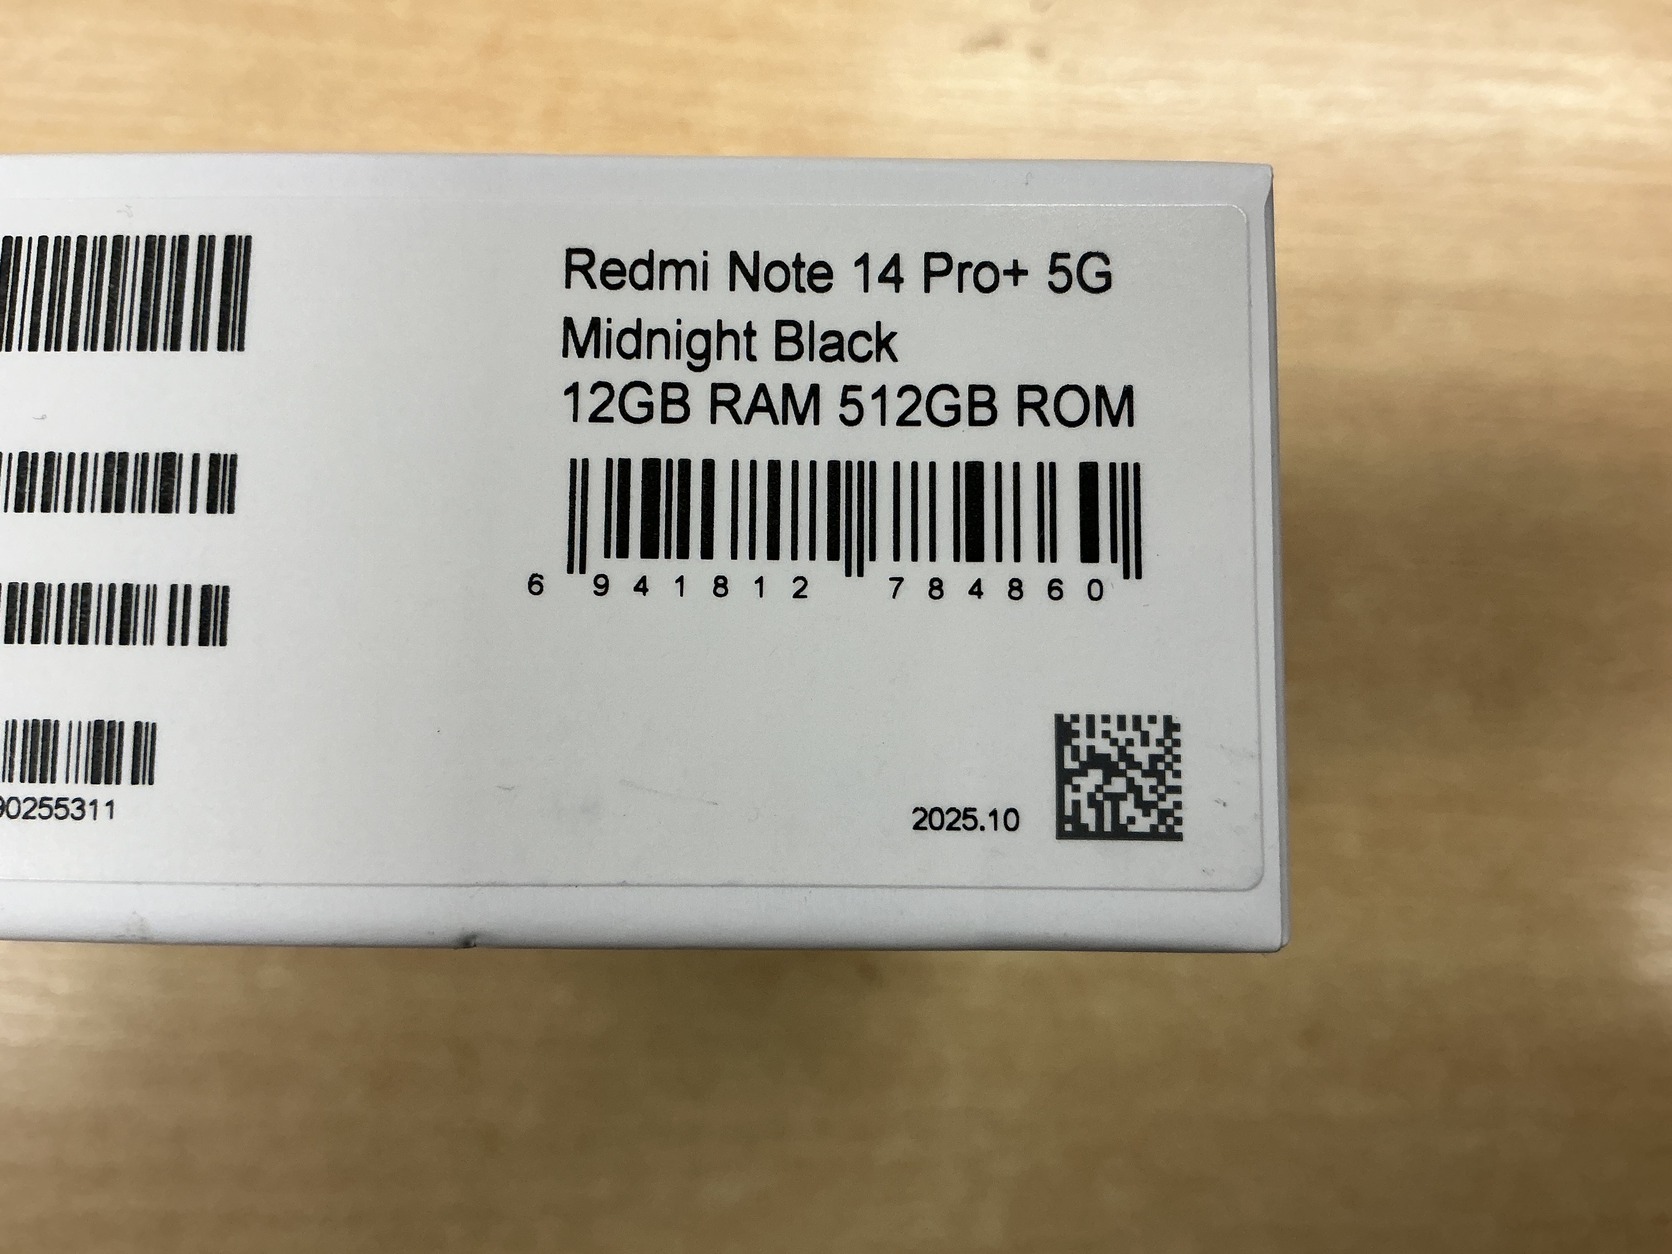 Redmi Note 14 Pro+ 5G
Midnight Black
12GB RAM 512GB ROM
6 941812 784860
90255311
2025.10